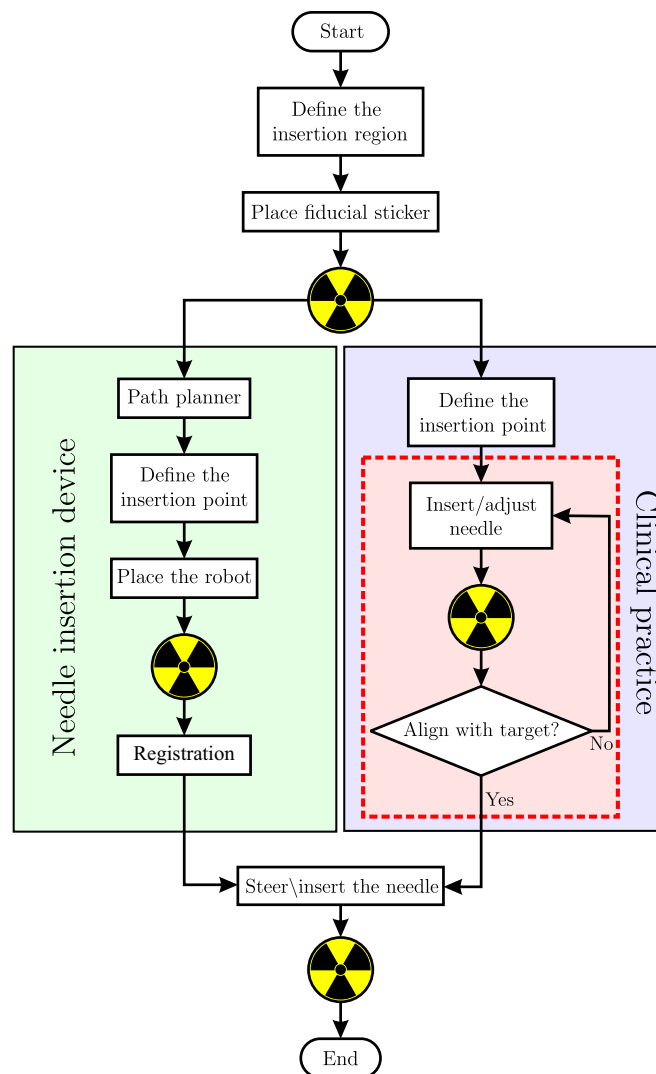 Start
Define the
insertion region
Place fiducial sticker
Needle insertion device
Path planner
Define the
insertion point
Place the robot
Registration
Clinical practice
Define the
insertion point
Insert/adjust
needle
Align with target?
No
Yes
Steer\insert the needle
End